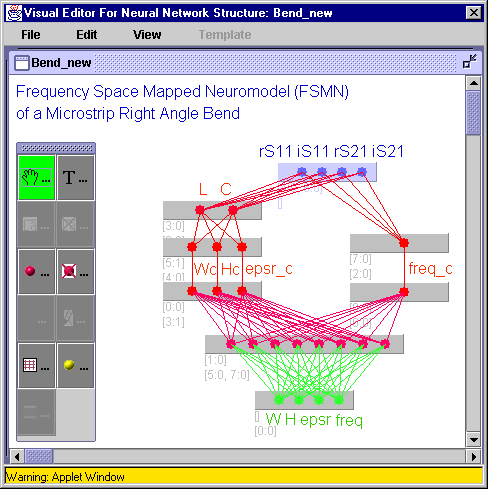 Visual Editor For Neural Network Structure: Bend_new
File Edit View Template
Bend_new
Frequency Space Mapped Neuromodel (FSMN)
of a Microstrip Right Angle Bend
rS11 iS11 rS21 iS21
T...
L C
[3:0]
[7:0]
[5:1]
[2:0]
[4:0]
Wc Hc epsr_c
freq_c
[0:0]
[3:1]
[1:0]
[5:0, 7:0]
W H epsr freq
[0:0]
Warning: Applet Window